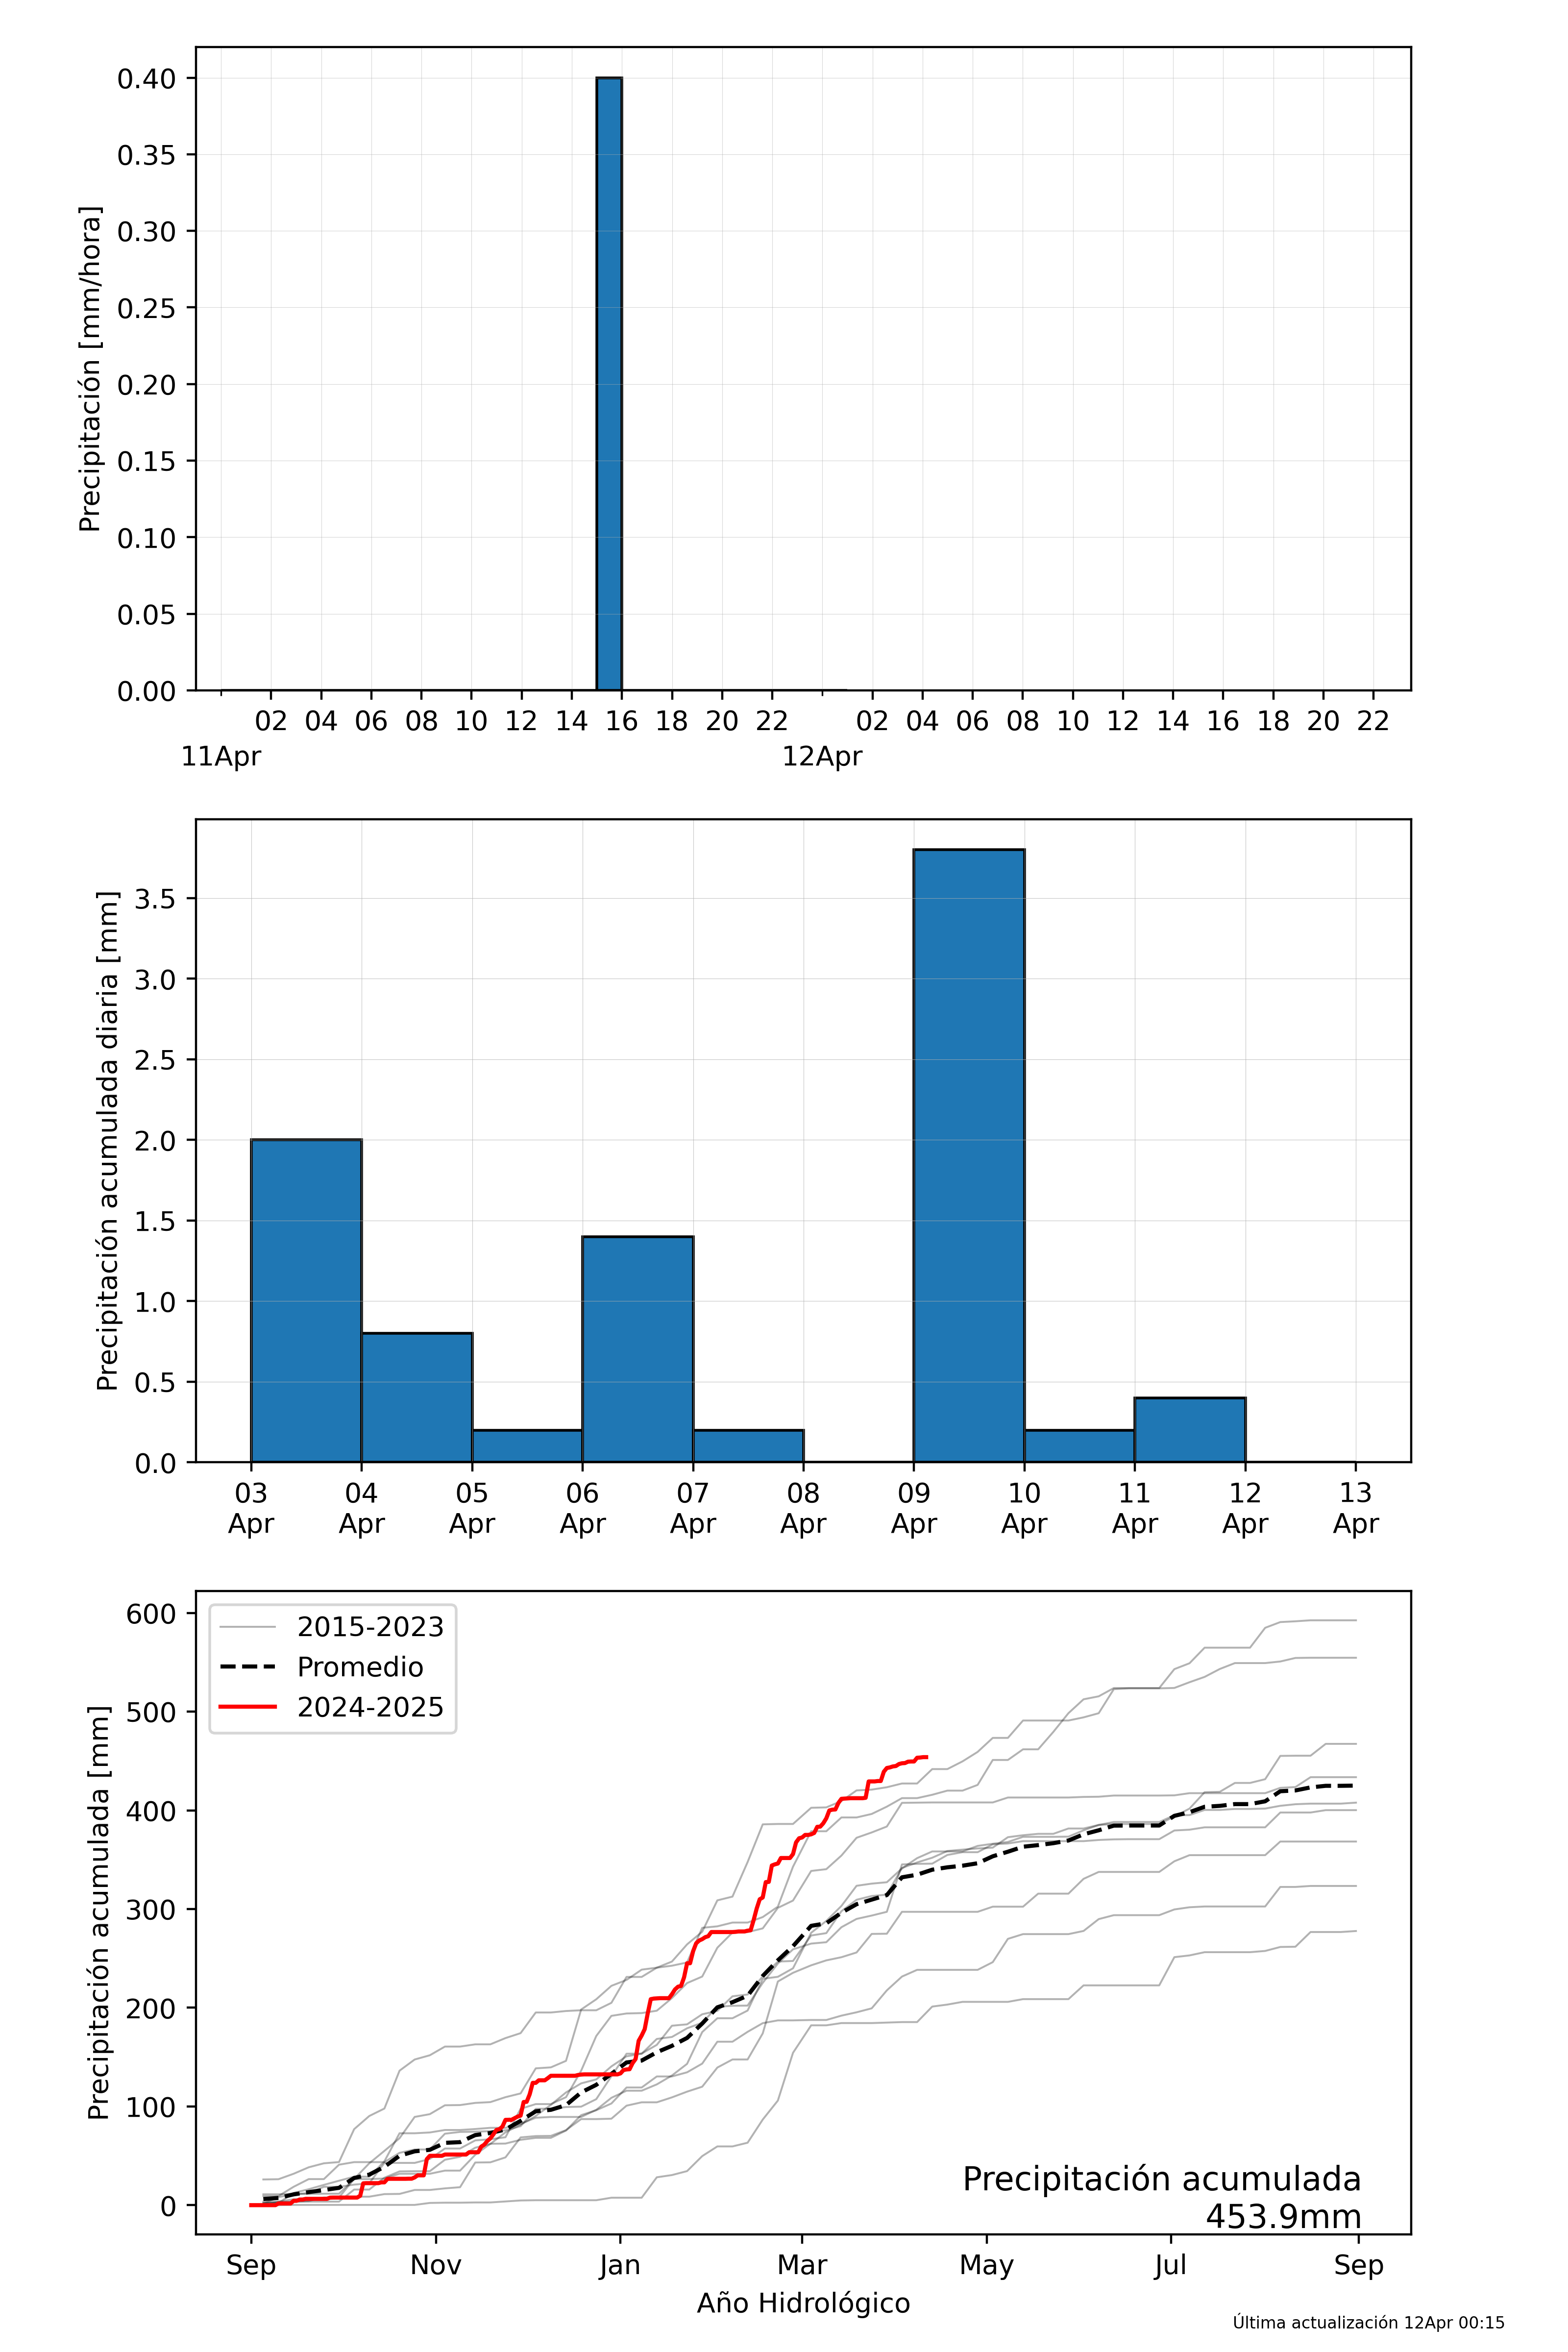 Precipitación [mm/hora]
0.40
0.35
0.30
0.25
0.20
0.15
0.10
0.05
0.00
02 04 06 08 10 12 14 16 18 20 22 02 04 06 08 10 12 14 16 18 20 22
11Apr 12Apr
Precipitación acumulada diaria [mm]
3.5
3.0
2.5
2.0
1.5
1.0
0.5
0.0
03 04 05 06 07 08 09 10 11 12 13
Apr Apr Apr Apr Apr Apr Apr Apr Apr Apr Apr
Precipitación acumulada [mm]
600
500
400
300
200
100
0
2015-2023
Promedio
2024-2025
Precipitación acumulada
453.9mm
Sep Nov Jan Mar May Jul Sep
Año Hidrológico
Última actualización 12Apr 00:15